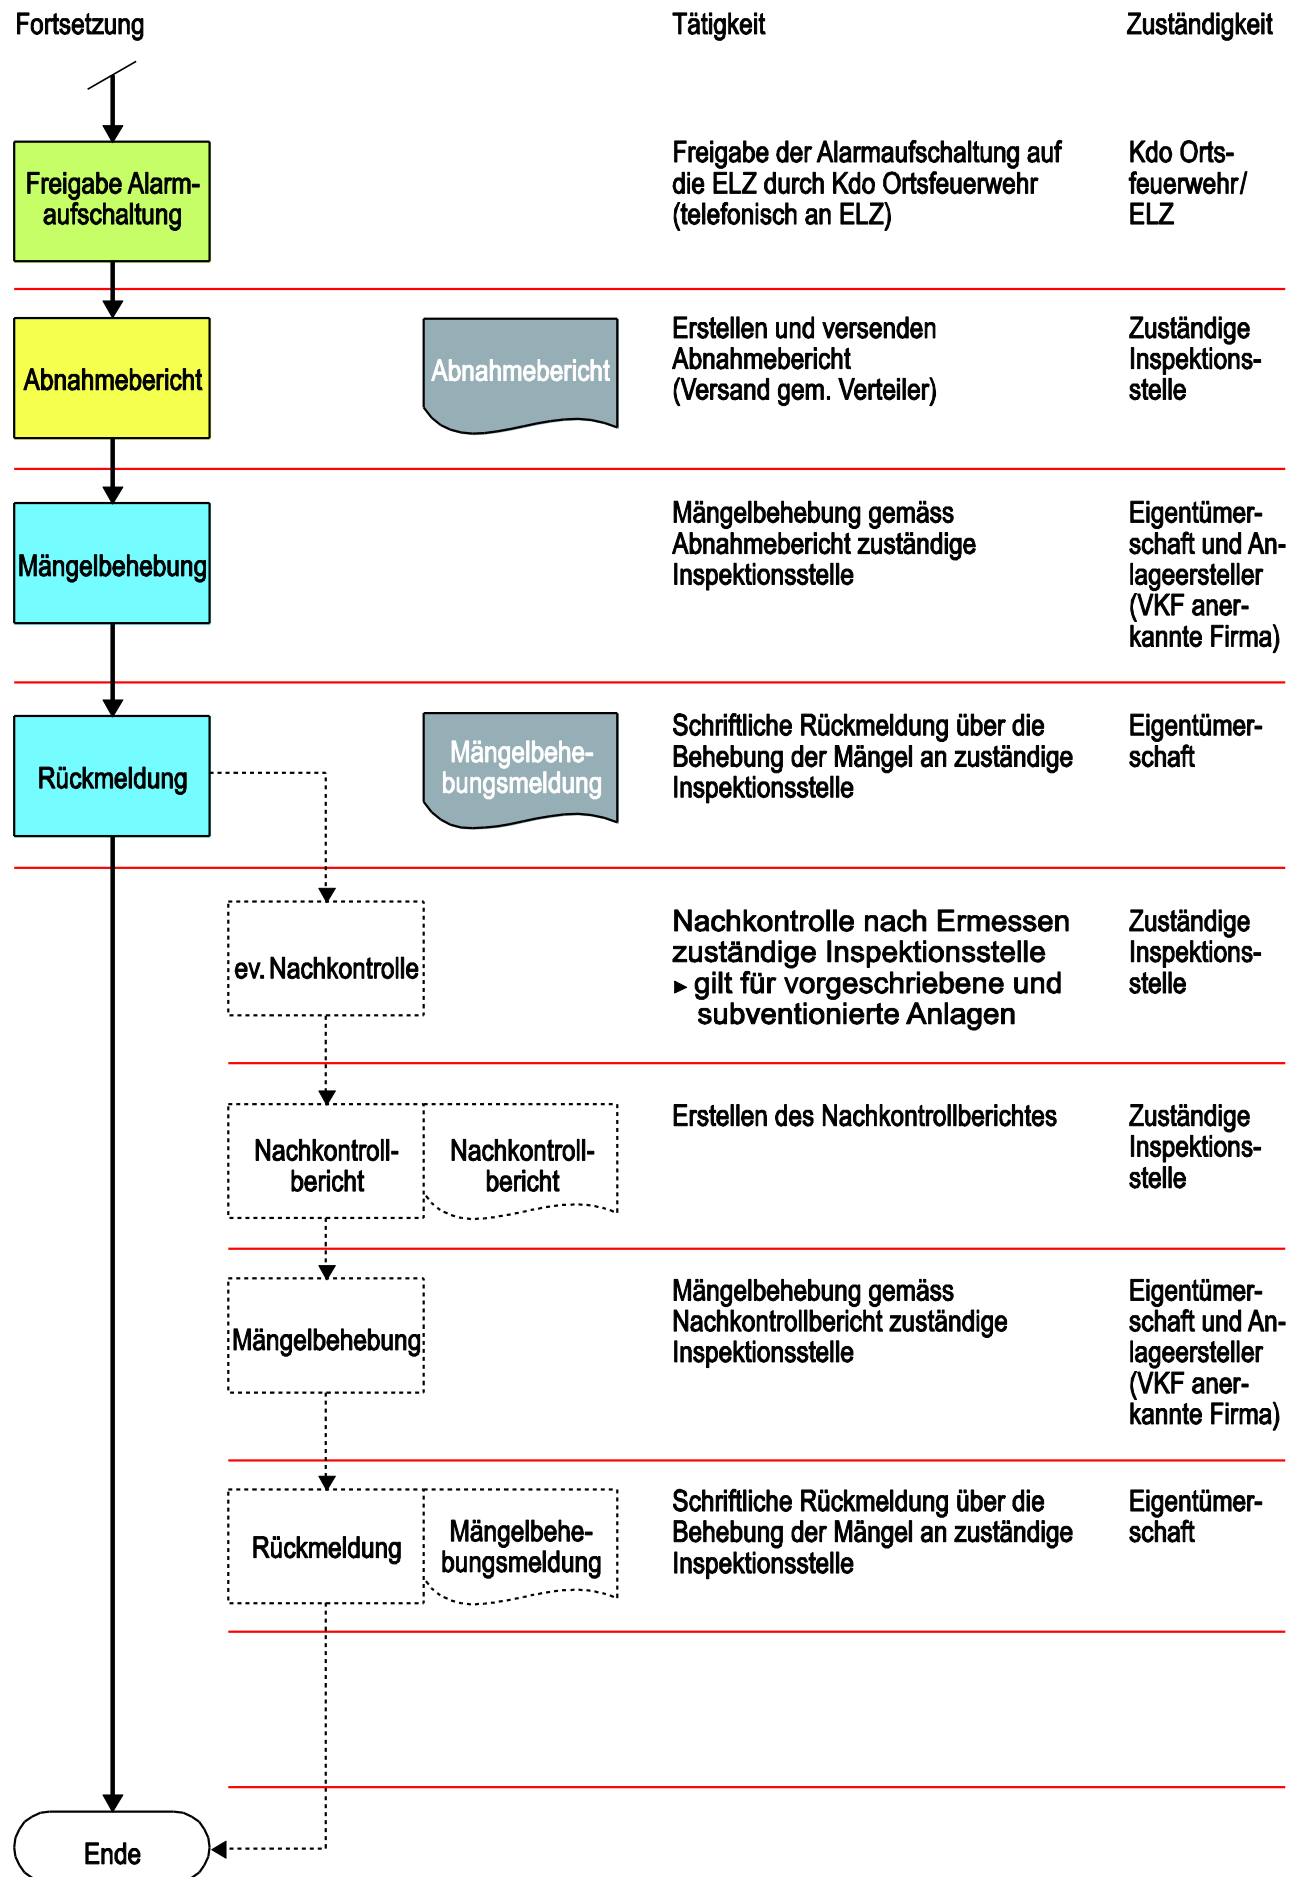 Fortsetzung
Tätigkeit
Zuständigkeit
Freigabe Alarm-
aufschaltung
Freigabe der Alarmaufschaltung auf
die ELZ durch Kdo Ortsfeuerwehr
(telefonisch an ELZ)
Kdo Orts-
feuerwehr/
ELZ
Abnahmebericht
Abnahmebericht
Erstellen und versenden
Abnahmebericht
(Versand gem. Verteiler)
Zuständige
Inspektions-
stelle
Mängelbehebung
Mängelbehebung gemäss
Abnahmebericht zuständige
Inspektionsstelle
Eigentümer-
schaft und An-
lageersteller
(VKF aner-
kannte Firma)
Rückmeldung
Mängelbehe-
bungsmeldung
Schriftliche Rückmeldung über die
Behebung der Mängel an zuständige
Inspektionsstelle
Eigentümer-
schaft
ev. Nachkontrolle
Nachkontrolle nach Ermessen
zuständige Inspektionsstelle
▸ gilt für vorgeschriebene und
subventionierte Anlagen
Zuständige
Inspektions-
stelle
Nachkontroll-
bericht
Nachkontroll-
bericht
Erstellen des Nachkontrollberichtes
Zuständige
Inspektions-
stelle
Mängelbehebung
Mängelbehebung gemäss
Nachkontrollbericht zuständige
Inspektionsstelle
Eigentümer-
schaft und An-
lageersteller
(VKF aner-
kannte Firma)
Rückmeldung
Mängelbehe-
bungsmeldung
Schriftliche Rückmeldung über die
Behebung der Mängel an zuständige
Inspektionsstelle
Eigentümer-
schaft
Ende